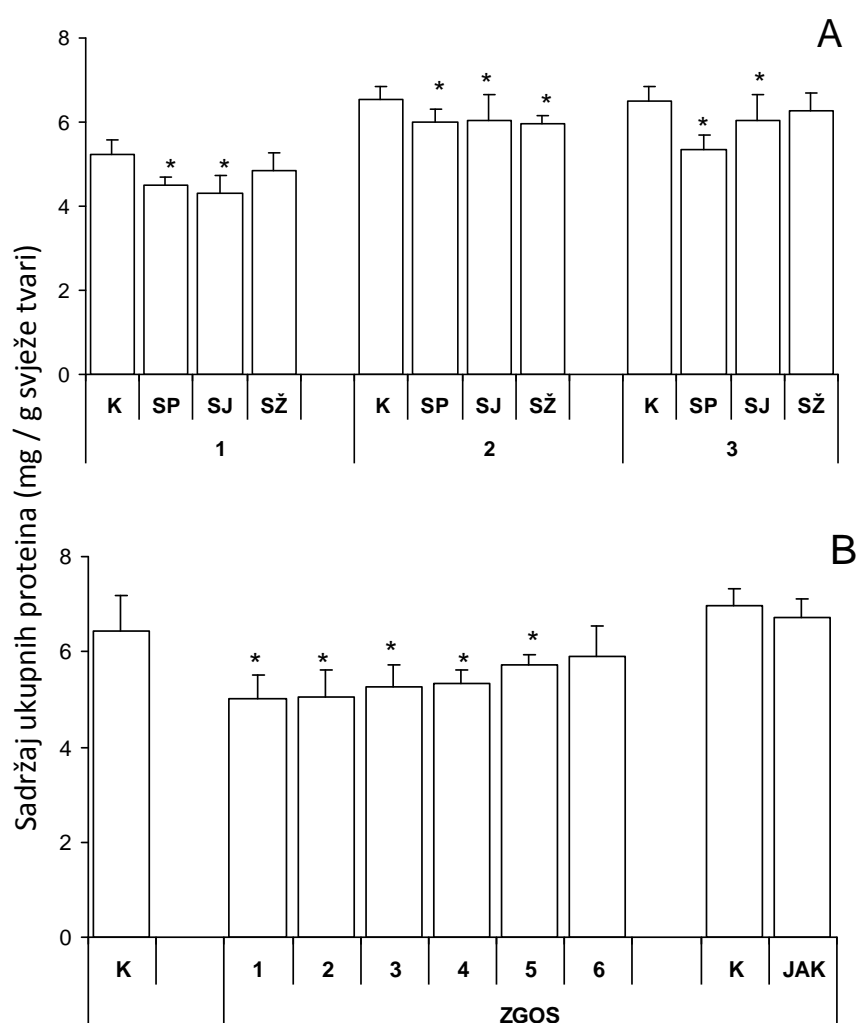 Sadržaj ukupnih proteina (mg / g svježe tvari)
A
8
6
4
2
0
* * * * * * *
K SP SJ SŽ K SP SJ SŽ K SP SJ SŽ
1 2 3
B
8
6
4
2
0
* * * * *
K 1 2 3 4 5 6 K JAK
ZGOS